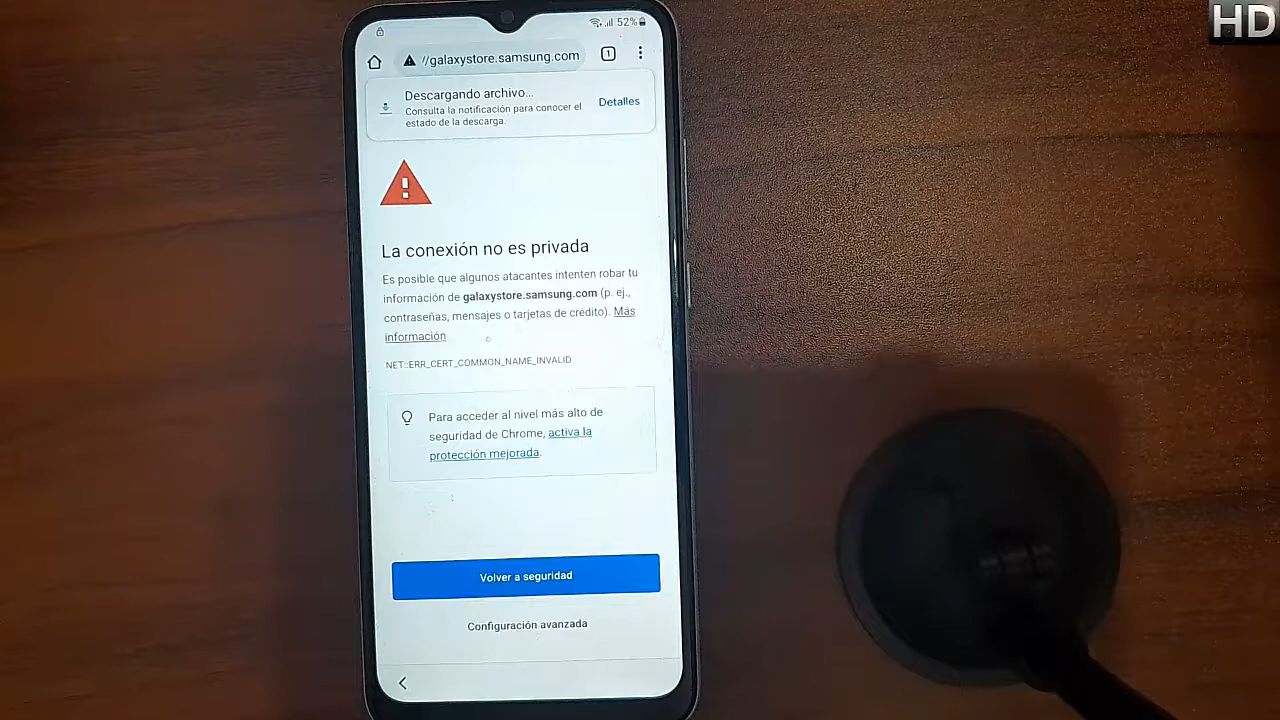 HD
52%
//galaxystore.samsung.com
1
Descargando archivo...
Consulta la notificación para conocer el
estado de la descarga.
Detalles
La conexión no es privada
Es posible que algunos atacantes intenten robar tu
información de galaxystore.samsung.com (p. ej.,
contraseñas, mensajes o tarjetas de crédito). Más
información
NET::ERR_CERT_COMMON_NAME_INVALID
Para acceder al nivel más alto de
seguridad de Chrome, activa la
protección mejorada.
Volver a seguridad
Configuración avanzada